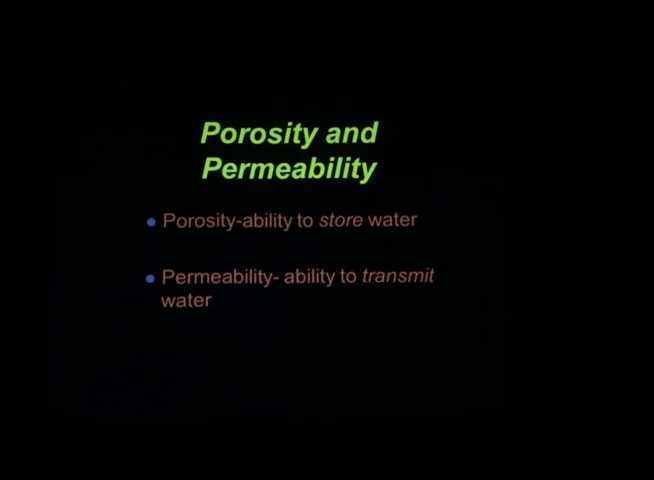 Porosity and
Permeability
● Porosity-ability to store water
● Permeability- ability to transmit
water